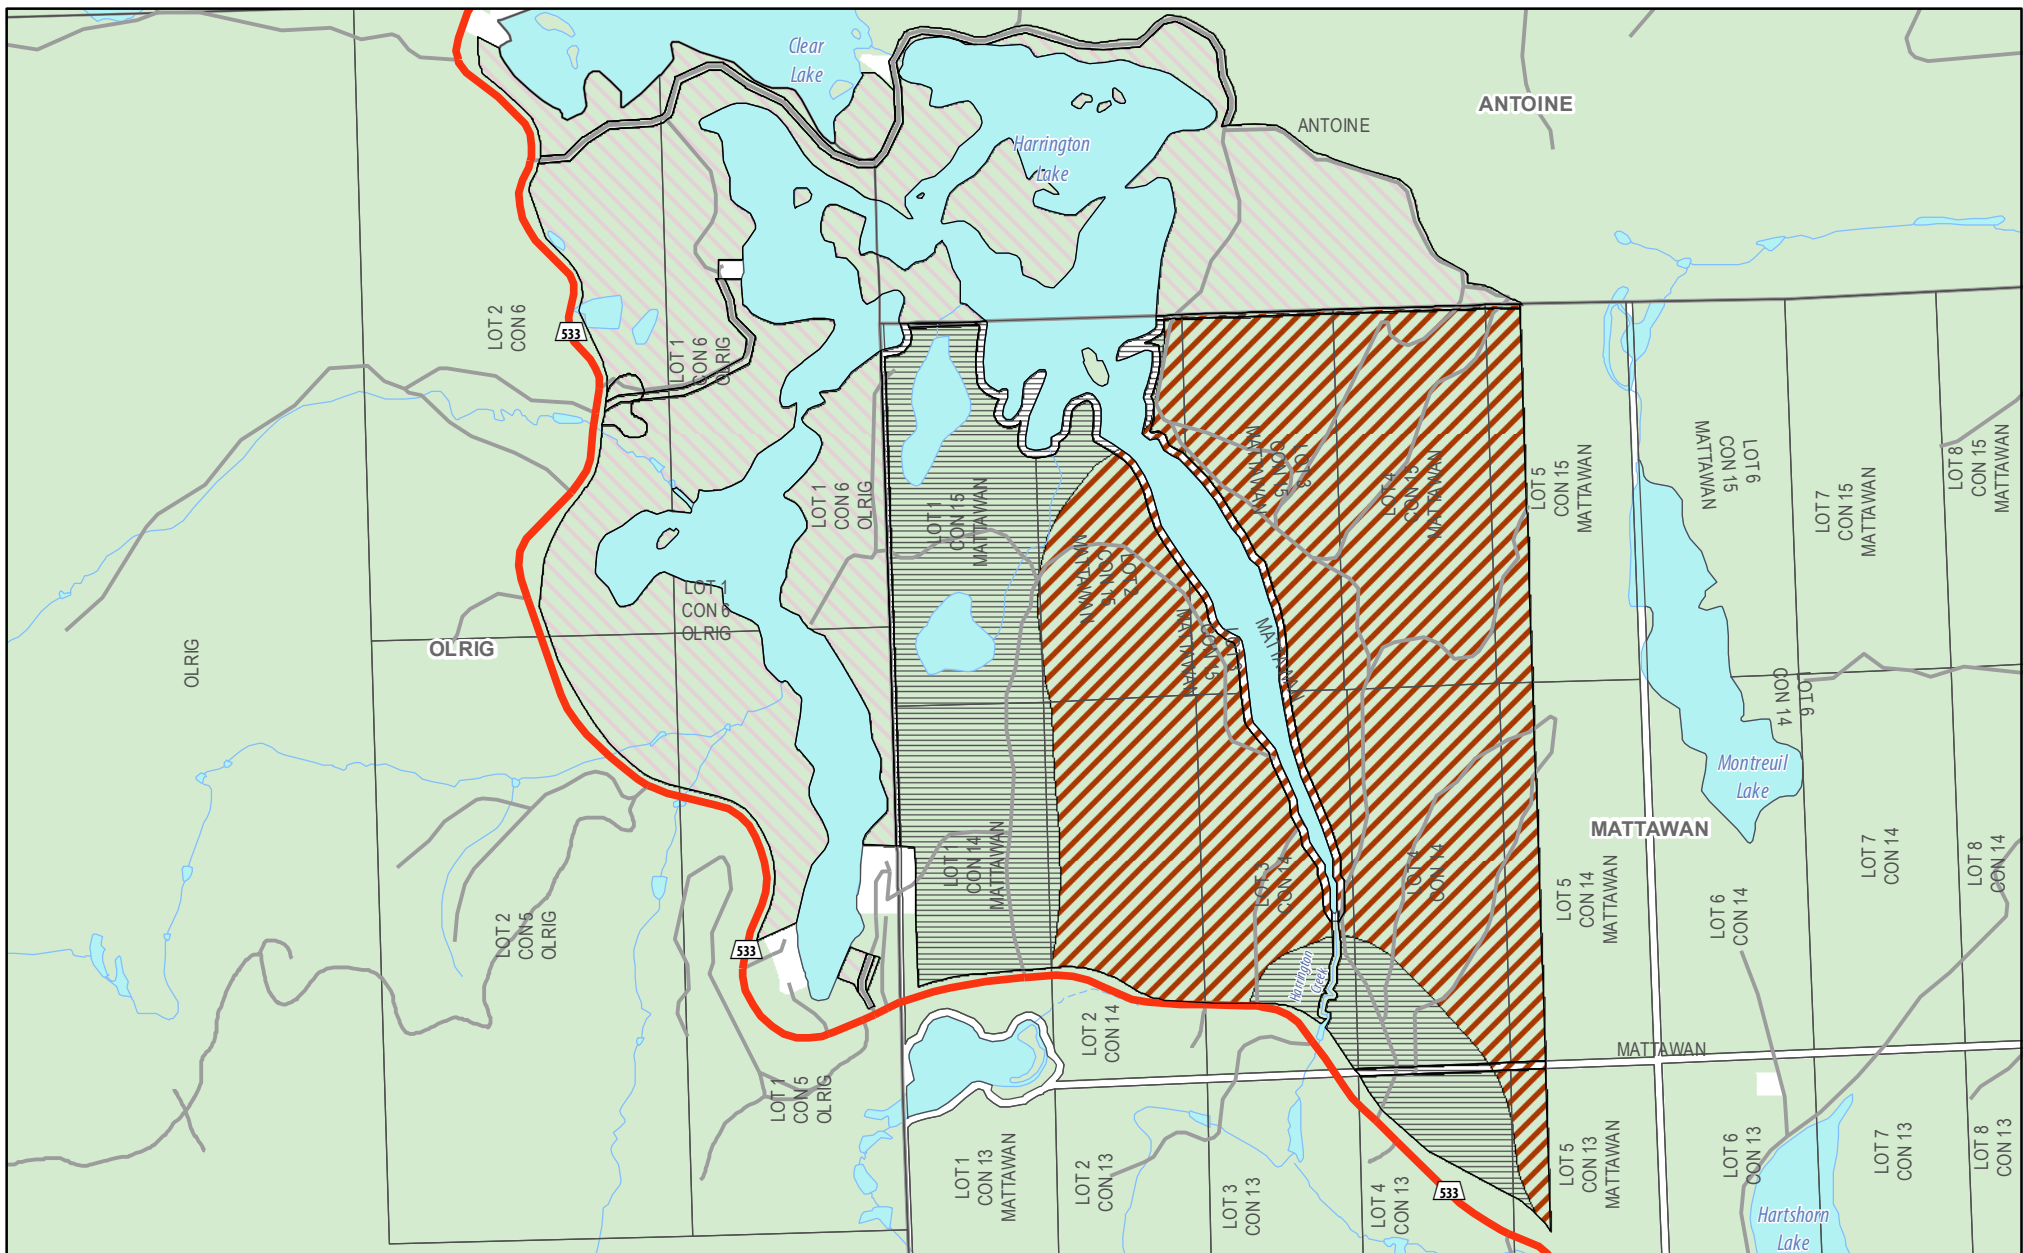 Clear
Lake
ANTOINE
ANTOINE
Harrington
Lake
LOT 2
CON 6
533
LOT 1
CON 6
OLRIG
LOT 1
CON 6
OLRIG
LOT 1
CON 15
MATTAWAN
LOT 3
CON 15
MATTAWAN
LOT 4
CON 15
MATTAWAN
LOT 5
CON 15
MATTAWAN
LOT 6
CON 15
MATTAWAN
LOT 7
CON 15
MATTAWAN
LOT 8
CON 15
MATTAWAN
LOT 2
CON 15
MATTAWAN
LOT 3
CON 15
MATTAWAN
MATTAWAN
LOT 1
CON 6
OLRIG
OLRIG
OLRIG
LOT 6
CON 14
Montreuil
Lake
MATTAWAN
LOT 1
CON 14
MATTAWAN
LOT 3
CON 14
LOT 4
CON 14
LOT 5
CON 14
MATTAWAN
LOT 6
CON 14
LOT 7
CON 14
LOT 8
CON 14
LOT 2
CON 5
OLRIG
533
Harrington
Creek
LOT 2
CON 14
MATTAWAN
LOT 1
CON 5
OLRIG
LOT 1
CON 13
MATTAWAN
LOT 2
CON 13
LOT 3
CON 13
LOT 4
CON 13
533
LOT 5
CON 13
MATTAWAN
LOT 6
CON 13
LOT 7
CON 13
LOT 8
CON 13
Hartshorn
Lake